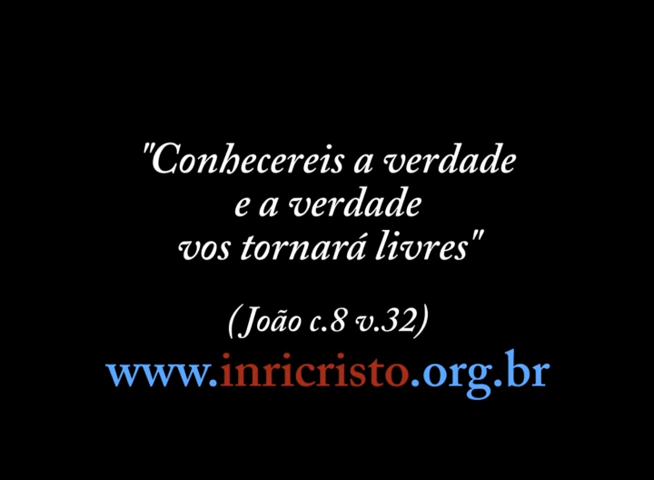 "Conhecereis a verdade
e a verdade
vos tornará livres"
(João c.8 v.32)
www.inricristo.org.br